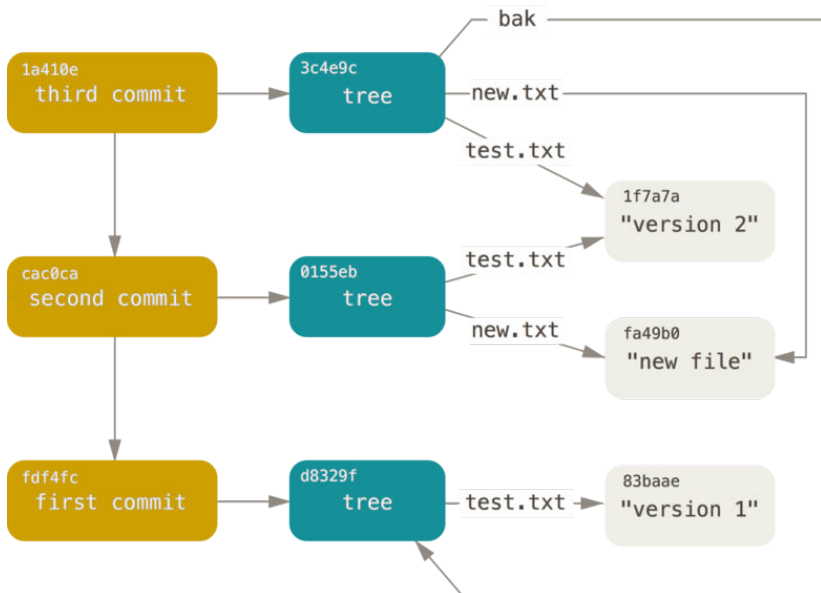 bak
1a410e
third commit
3c4e9c
tree
new.txt
test.txt
1f7a7a
"version 2"
cac0ca
second commit
0155eb
tree
test.txt
new.txt
fa49b0
"new file"
fdf4fc
first commit
d8329f
tree
test.txt
83baae
"version 1"